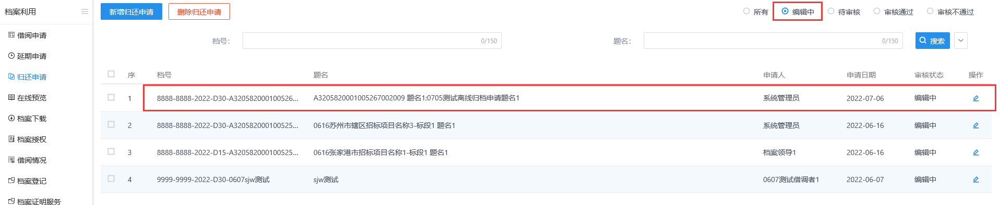 档案利用
借阅申请
延期申请
归还申请
在线预览
档案下载
档案授权
借阅情况
档案登记
档案证明服务
新增归还申请 删除归还申请 所有 编辑中 待审核 审核通过 审核不通过
档号: 0/150 题名: 0/150 搜索
序 档号 题名 申请人 申请日期 审核状态 操作
1 8888-8888-2022-D30-A320582000100526... A3205820001005267002009 题名1;0705测试离线归档申请题名1 系统管理员 2022-07-06 编辑中
2 8888-8888-2022-D30-A320582000100525... 0616苏州市辖区招标项目名称3-标段1 题名1 系统管理员 2022-06-16 编辑中
3 8888-8888-2022-D15-A320582000100525... 0616张家港市招标项目名称1-标段1 题名1 档案领导1 2022-06-16 编辑中
4 9999-9999-2022-D30-0607sjw测试 sjw测试 0607测试借调者1 2022-06-07 编辑中